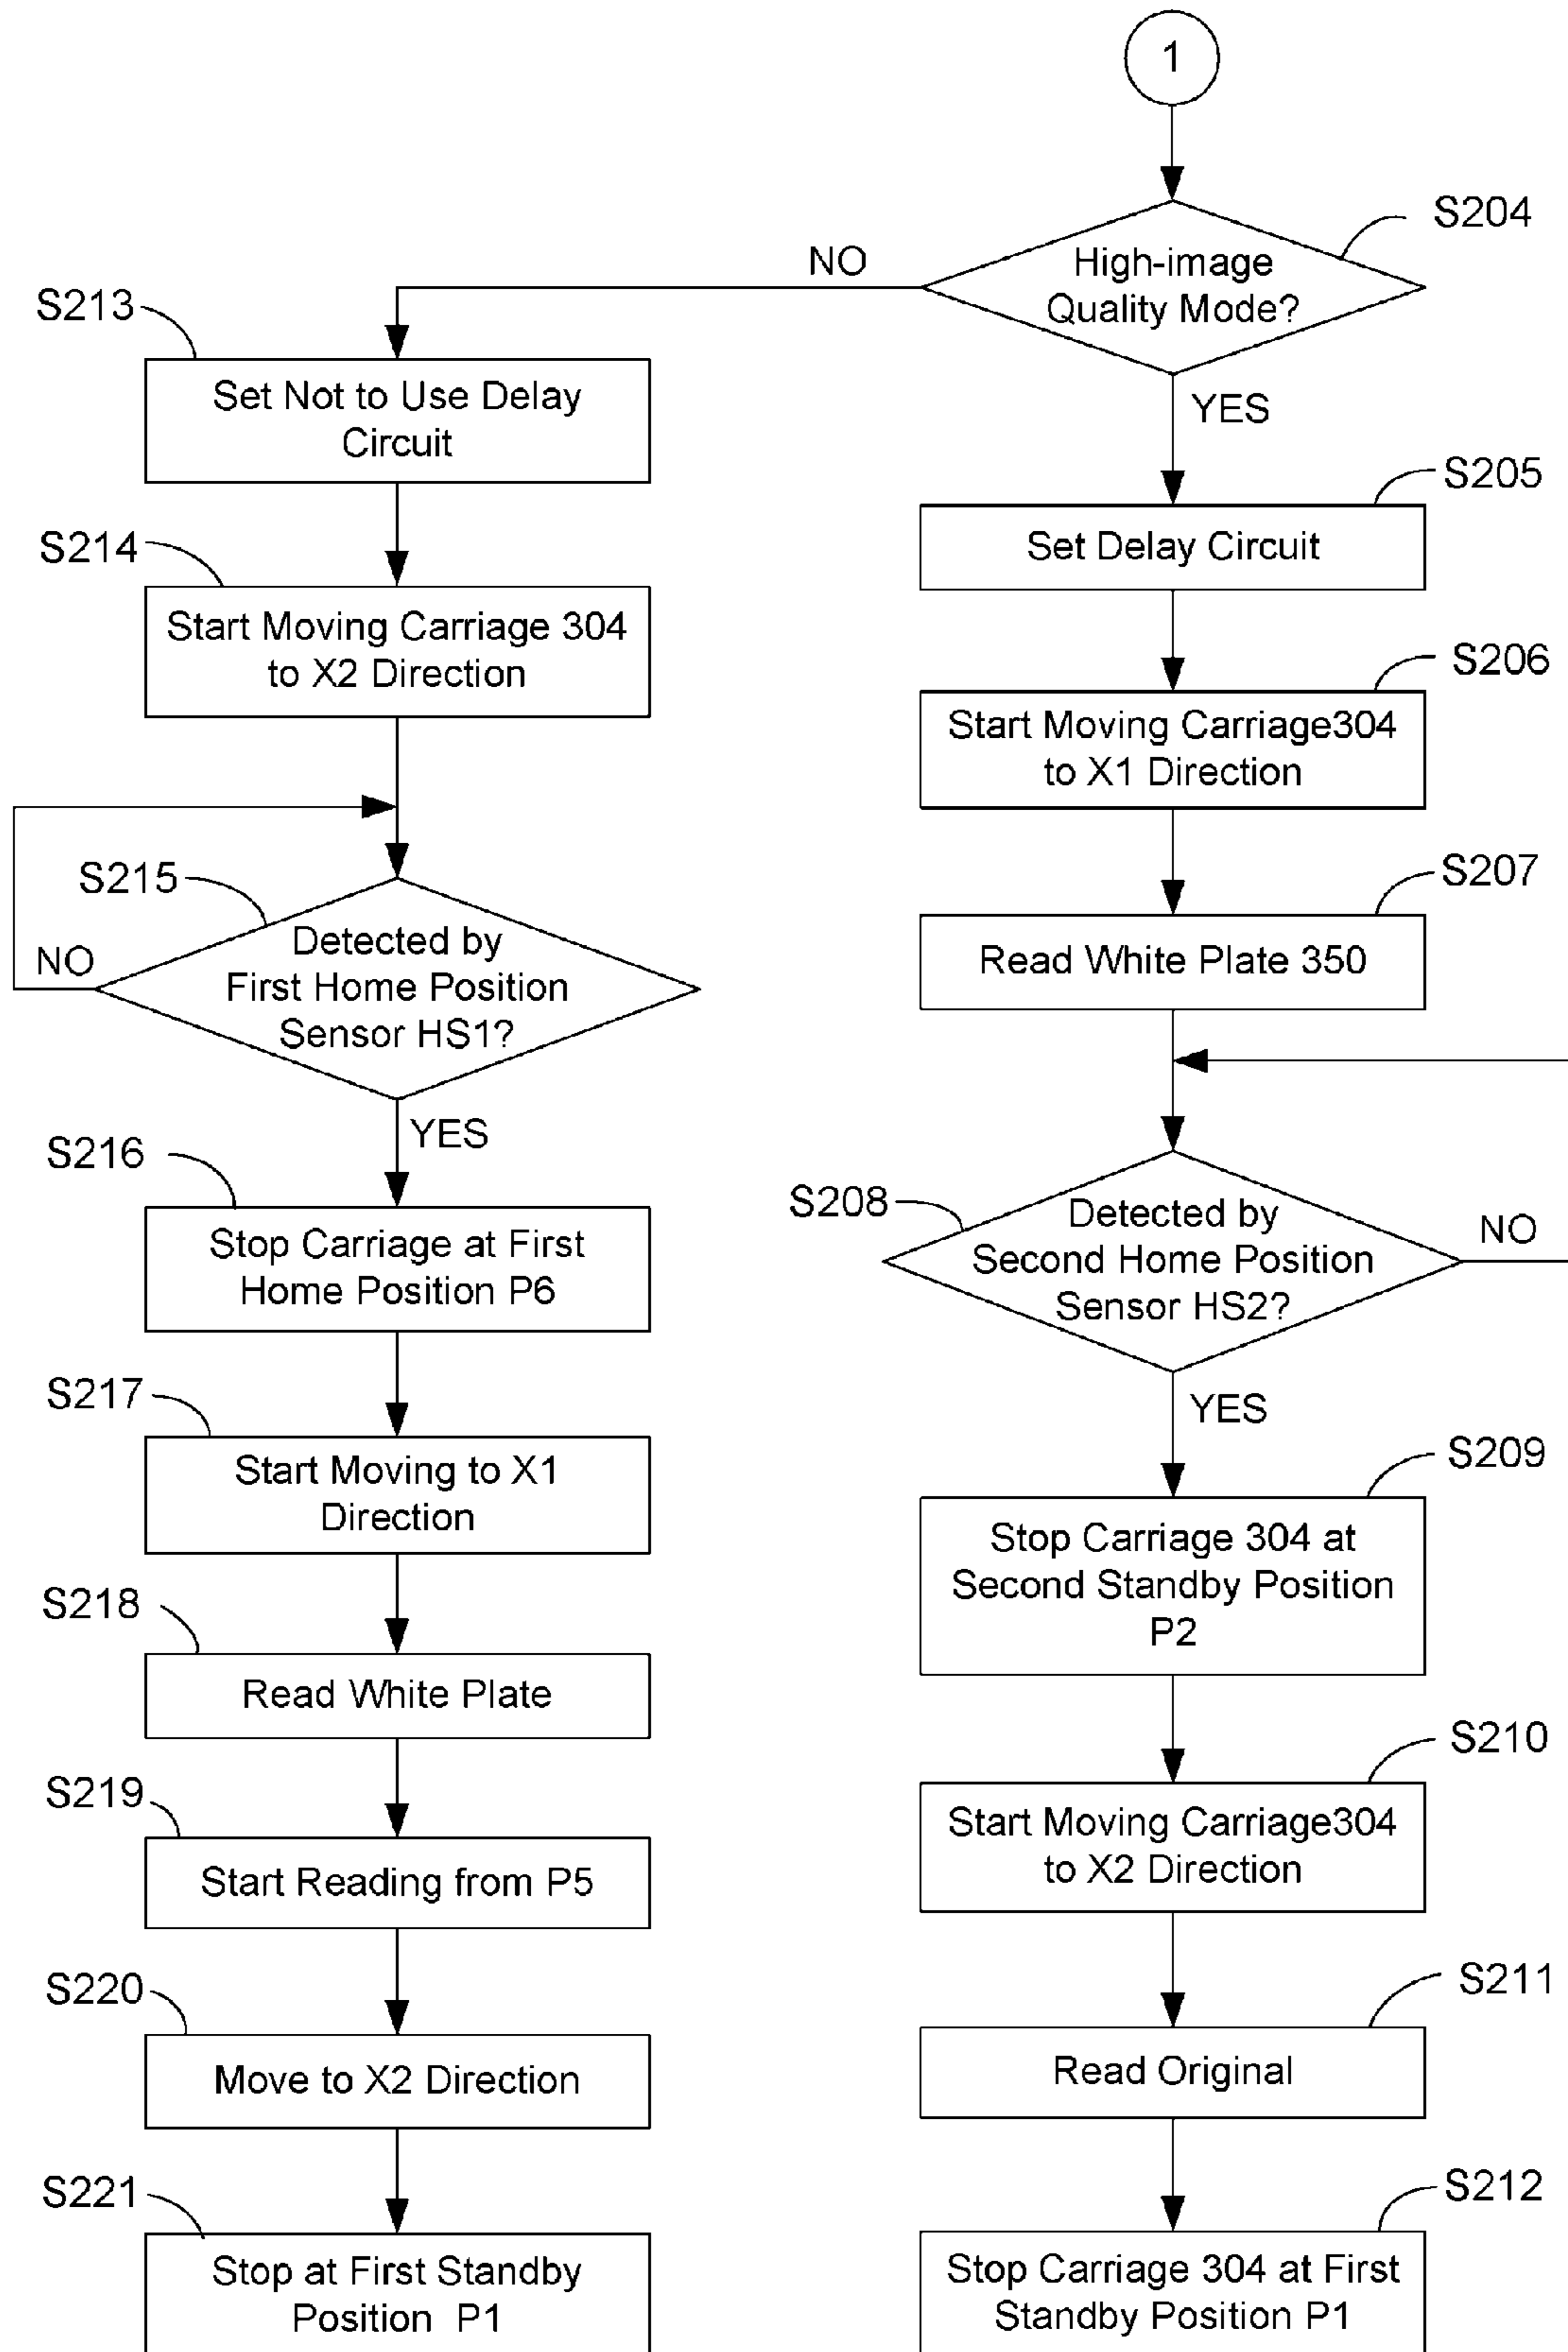 1
S204
High-image
Quality Mode?
NO
YES
S213
Set Not to Use Delay
Circuit
S214
Start Moving Carriage 304
to X2 Direction
S215
Detected by
First Home Position
Sensor HS1?
NO
YES
S216
Stop Carriage at First
Home Position P6
S217
Start Moving to X1
Direction
S218
Read White Plate
S219
Start Reading from P5
S220
Move to X2 Direction
S221
Stop at First Standby
Position P1
S205
Set Delay Circuit
S206
Start Moving Carriage304
to X1 Direction
S207
Read White Plate 350
S208
Detected by
Second Home Position
Sensor HS2?
NO
YES
S209
Stop Carriage 304 at
Second Standby Position
P2
S210
Start Moving Carriage304
to X2 Direction
S211
Read Original
S212
Stop Carriage 304 at First
Standby Position P1